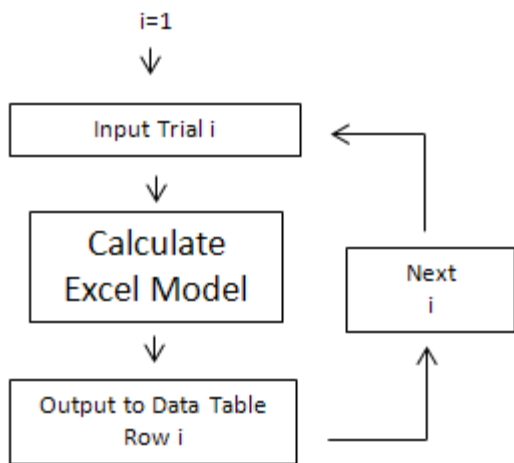 i=1
Input Trial i
Calculate
Excel Model
Next
i
Output to Data Table
Row i